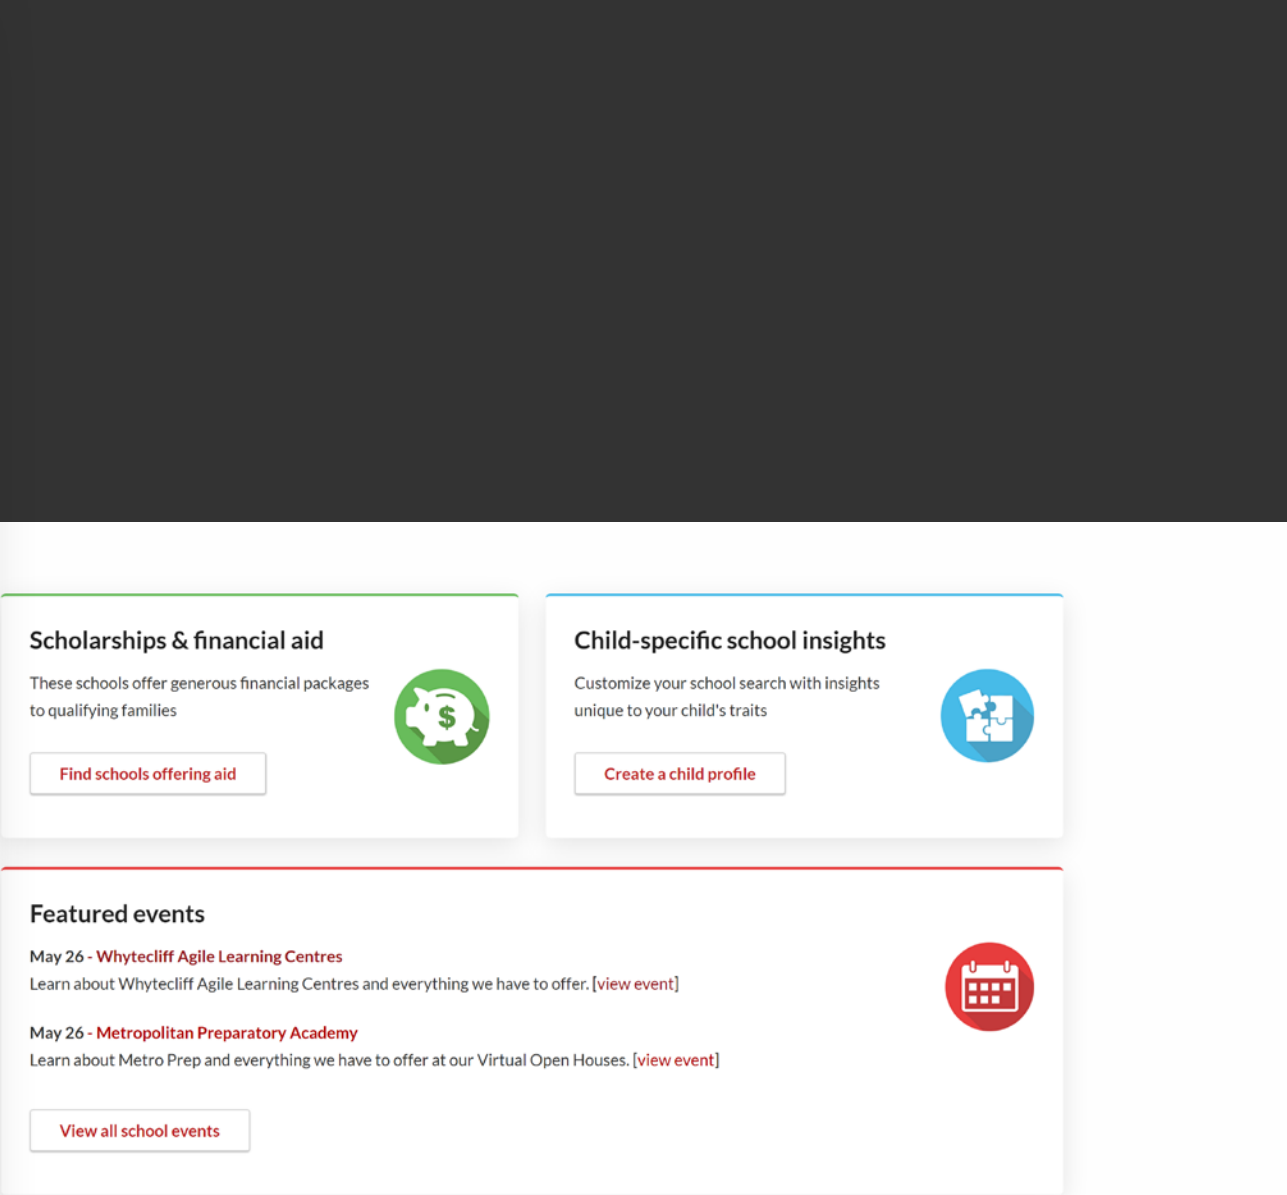 Scholarships & financial aid
These schools offer generous financial packages
to qualifying families
$
Find schools offering aid
Child-specific school insights
Customize your school search with insights
unique to your child's traits
Create a child profile
Featured events
May 26 - Whytecliff Agile Learning Centres
Learn about Whytecliff Agile Learning Centres and everything we have to offer. [view event]
May 26 - Metropolitan Preparatory Academy
Learn about Metro Prep and everything we have to offer at our Virtual Open Houses. [view event]
View all school events